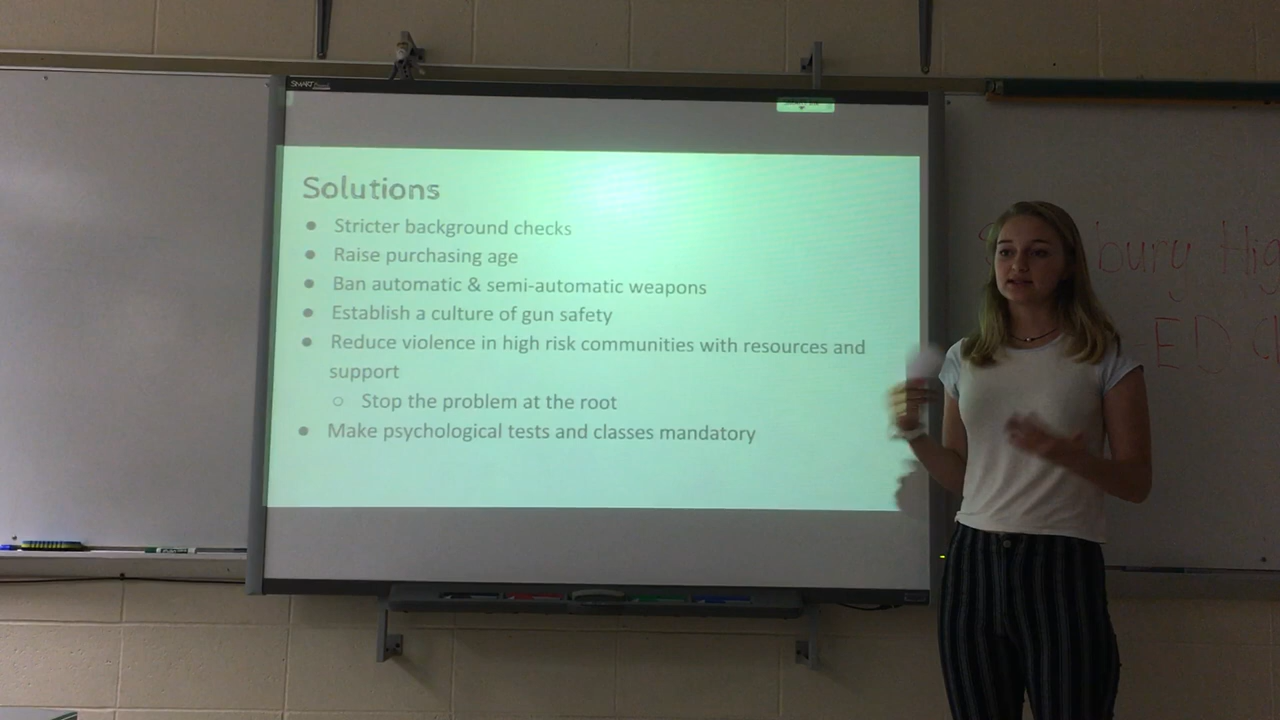 SMART
Solutions
● Stricter background checks
● Raise purchasing age
● Ban automatic & semi-automatic weapons
● Establish a culture of gun safety
● Reduce violence in high risk communities with resources and
support
○ Stop the problem at the root
● Make psychological tests and classes mandatory
ED